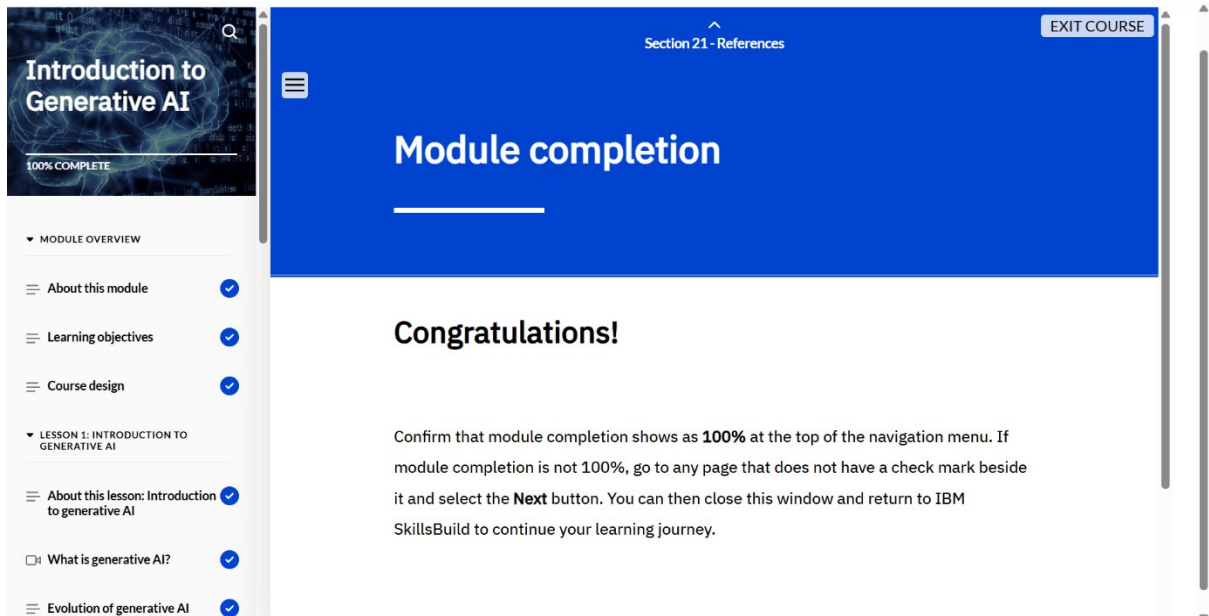 Introduction to
Generative AI
100% COMPLETE
MODULE OVERVIEW
About this module
Learning objectives
Course design
LESSON 1: INTRODUCTION TO
GENERATIVE AI
About this lesson: Introduction
to generative AI
What is generative AI?
Evolution of generative AI
Section 21 - References
EXIT COURSE
Module completion
Congratulations!
Confirm that module completion shows as 100% at the top of the navigation menu. If
module completion is not 100%, go to any page that does not have a check mark beside
it and select the Next button. You can then close this window and return to IBM
SkillsBuild to continue your learning journey.